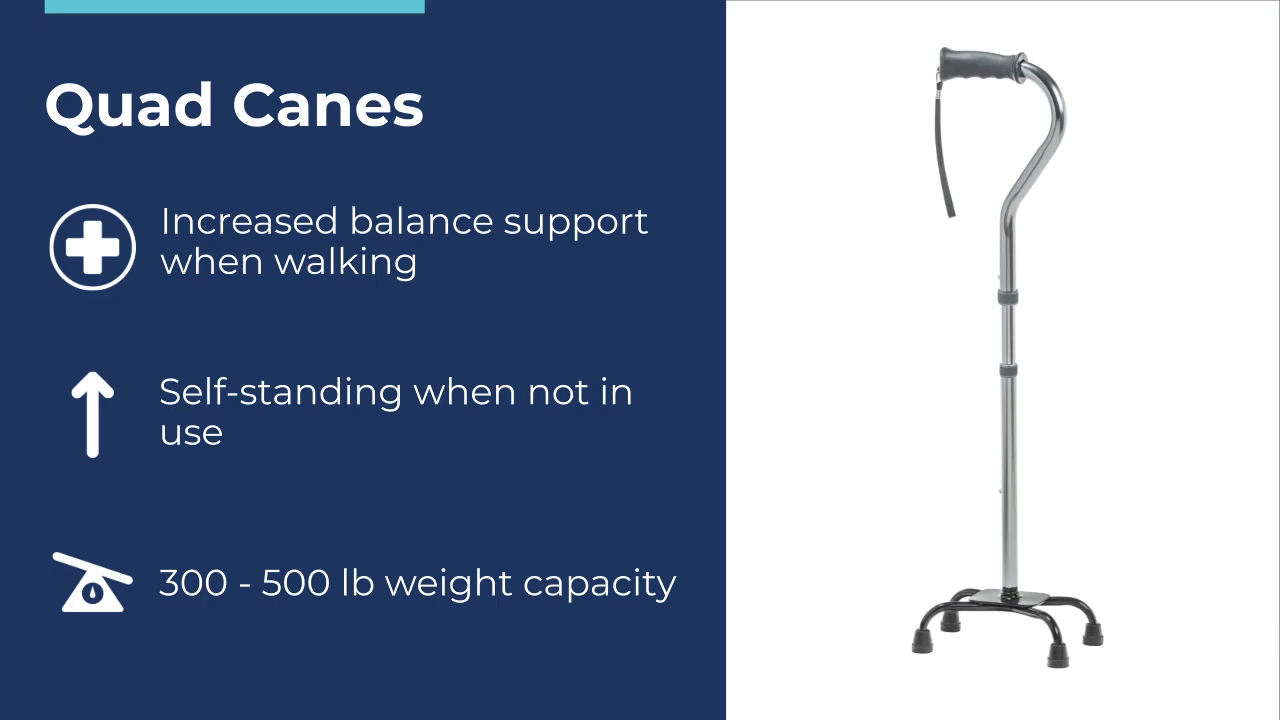 Quad Canes
Increased balance support
when walking
Self-standing when not in
use
300 - 500 lb weight capacity